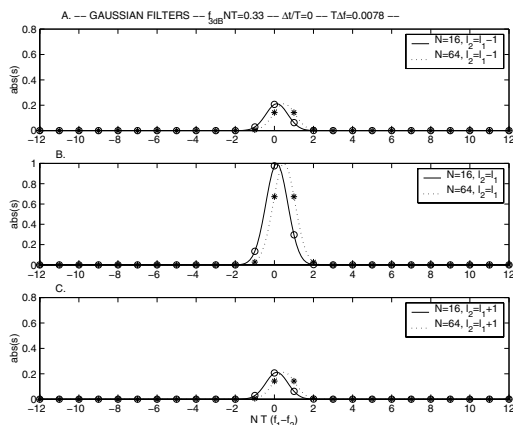 A. -- GAUSSIAN FILTERS -- f3dBNT=0.33 -- Δt/T=0 -- TΔf=0.0078 --
0.8
0.6
0.4
0.2
0
abs(s)
N=16, l2=l1-1
N=64, l2=l1-1
-12 -10 -8 -6 -4 -2 0 2 4 6 8 10 12
B.
1
0.8
0.6
0.4
0.2
0
abs(s)
N=16, l2=l1
N=64, l2=l1
-12 -10 -8 -6 -4 -2 0 2 4 6 8 10 12
C.
0.8
0.6
0.4
0.2
0
abs(s)
N=16, l2=l1+1
N=64, l2=l1+1
-12 -10 -8 -6 -4 -2 0 2 4 6 8 10 12
N T (f1-f2)